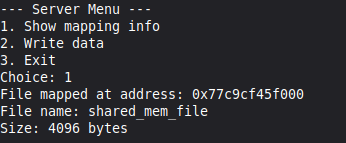 --- Server Menu ---
1. Show mapping info
2. Write data
3. Exit
Choice: 1
File mapped at address: 0x77c9cf45f000
File name: shared_mem_file
Size: 4096 bytes